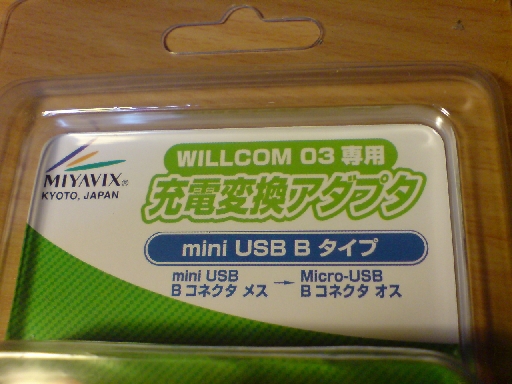 MIYAVIX®
KYOTO, JAPAN
WILLCOM 03 専用
充電変換アダプタ
mini USB B タイプ
mini USB
B コネクタ メス
→
Micro-USB
B コネクタ オス